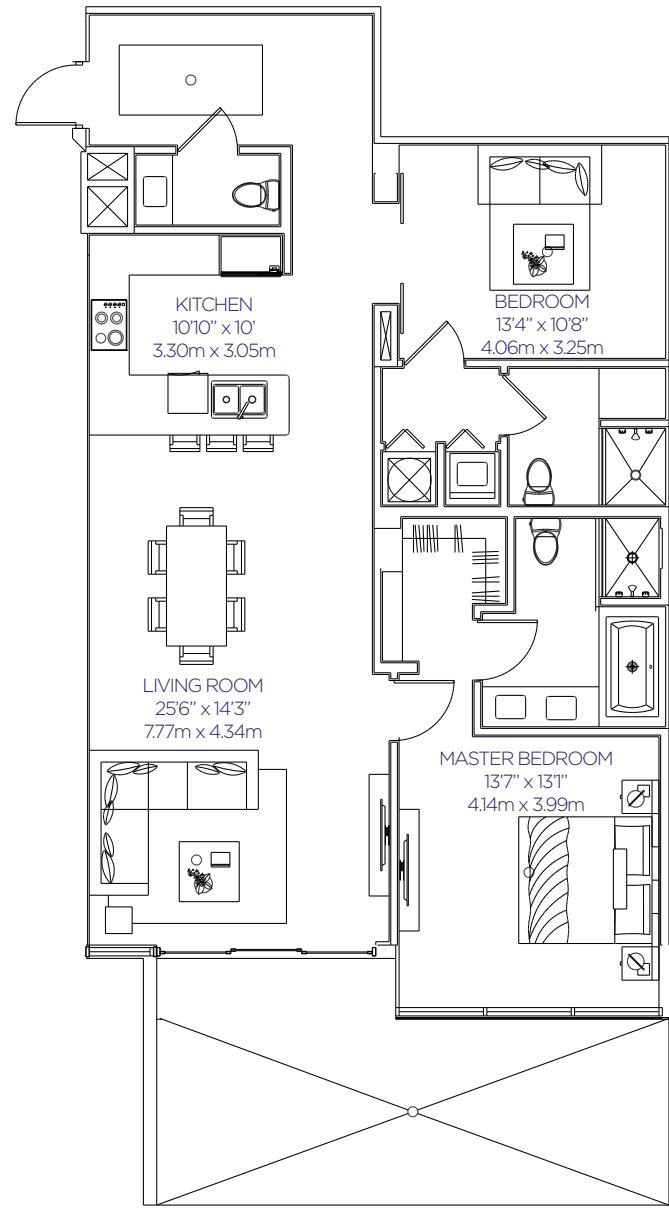 KITCHEN
10'10" x 10'
3.30m x 3.05m
BEDROOM
13'4" x 10'8"
4.06m x 3.25m
LIVING ROOM
25'6" x 14'3"
7.77m x 4.34m
MASTER BEDROOM
13'7" x 13'1"
4.14m x 3.99m